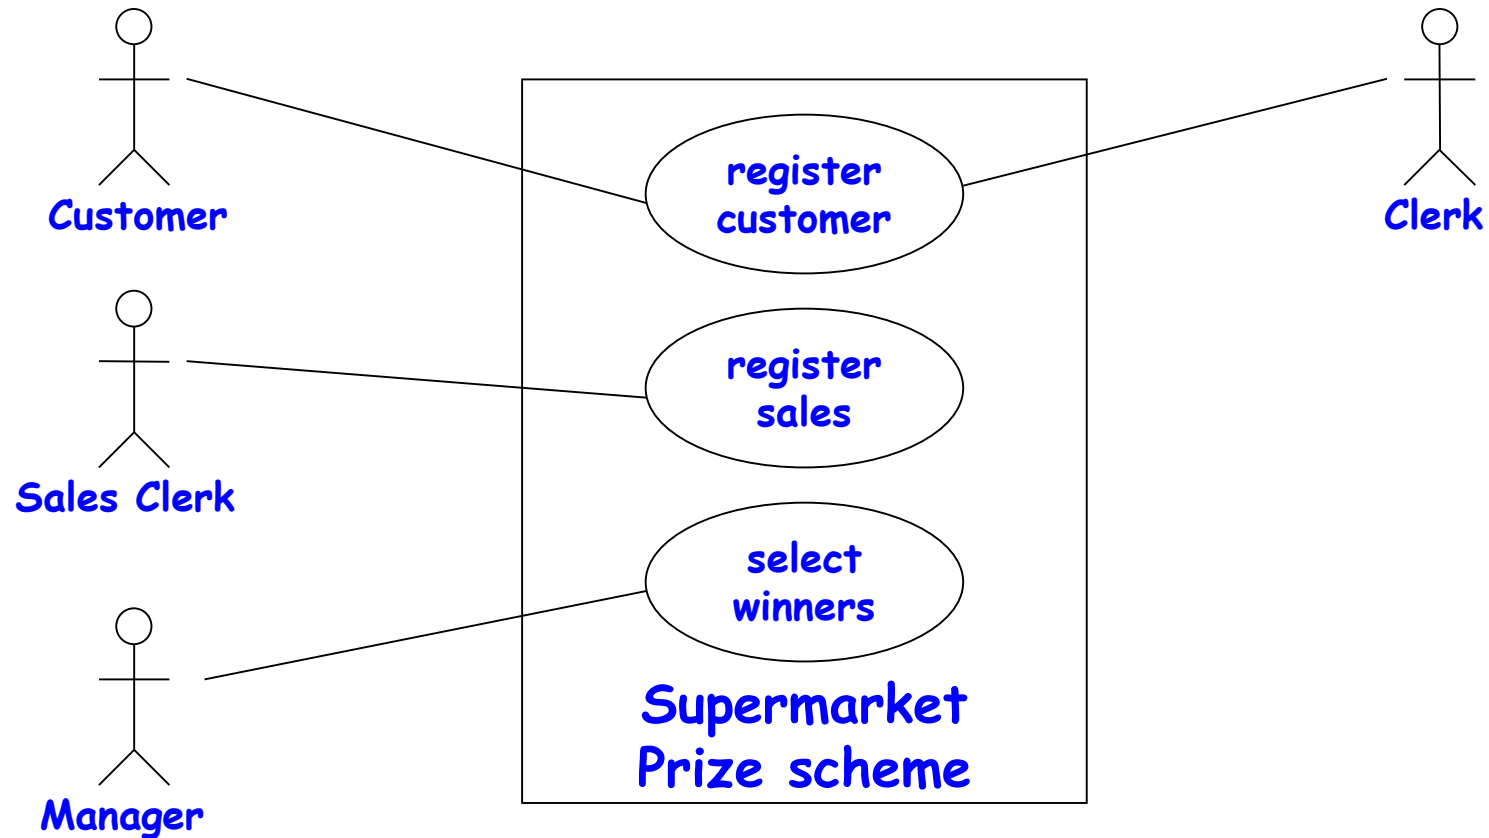 register
customer
Customer
Clerk
register
sales
Sales Clerk
select
winners
Supermarket
Prize scheme
Manager